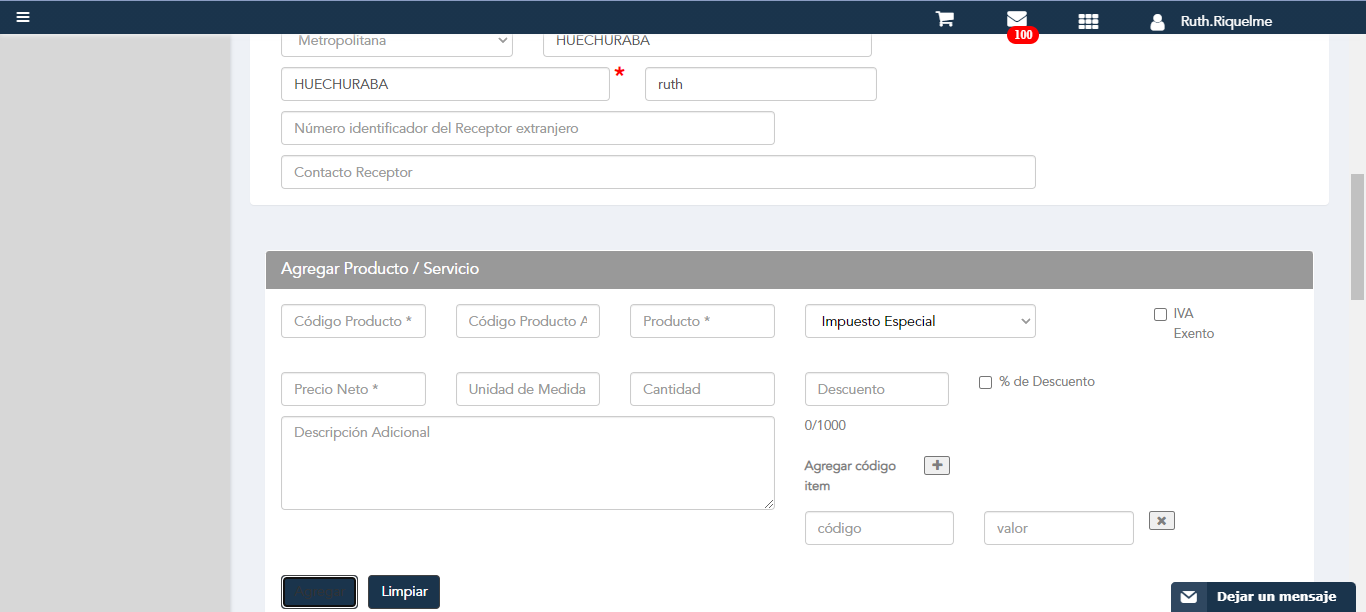 100
Ruth.Riquelme
Metropolitana
HUECHURABA
HUECHURABA
*
ruth
Número identificador del Receptor extranjero
Contacto Receptor
Agregar Producto / Servicio
Código Producto *
Código Producto A
Producto *
Impuesto Especial
IVA
Exento
Precio Neto *
Unidad de Medida
Cantidad
Descuento
% de Descuento
Descripción Adicional
0/1000
Agregar código
item
código
valor
Limpiar
Dejar un mensaje